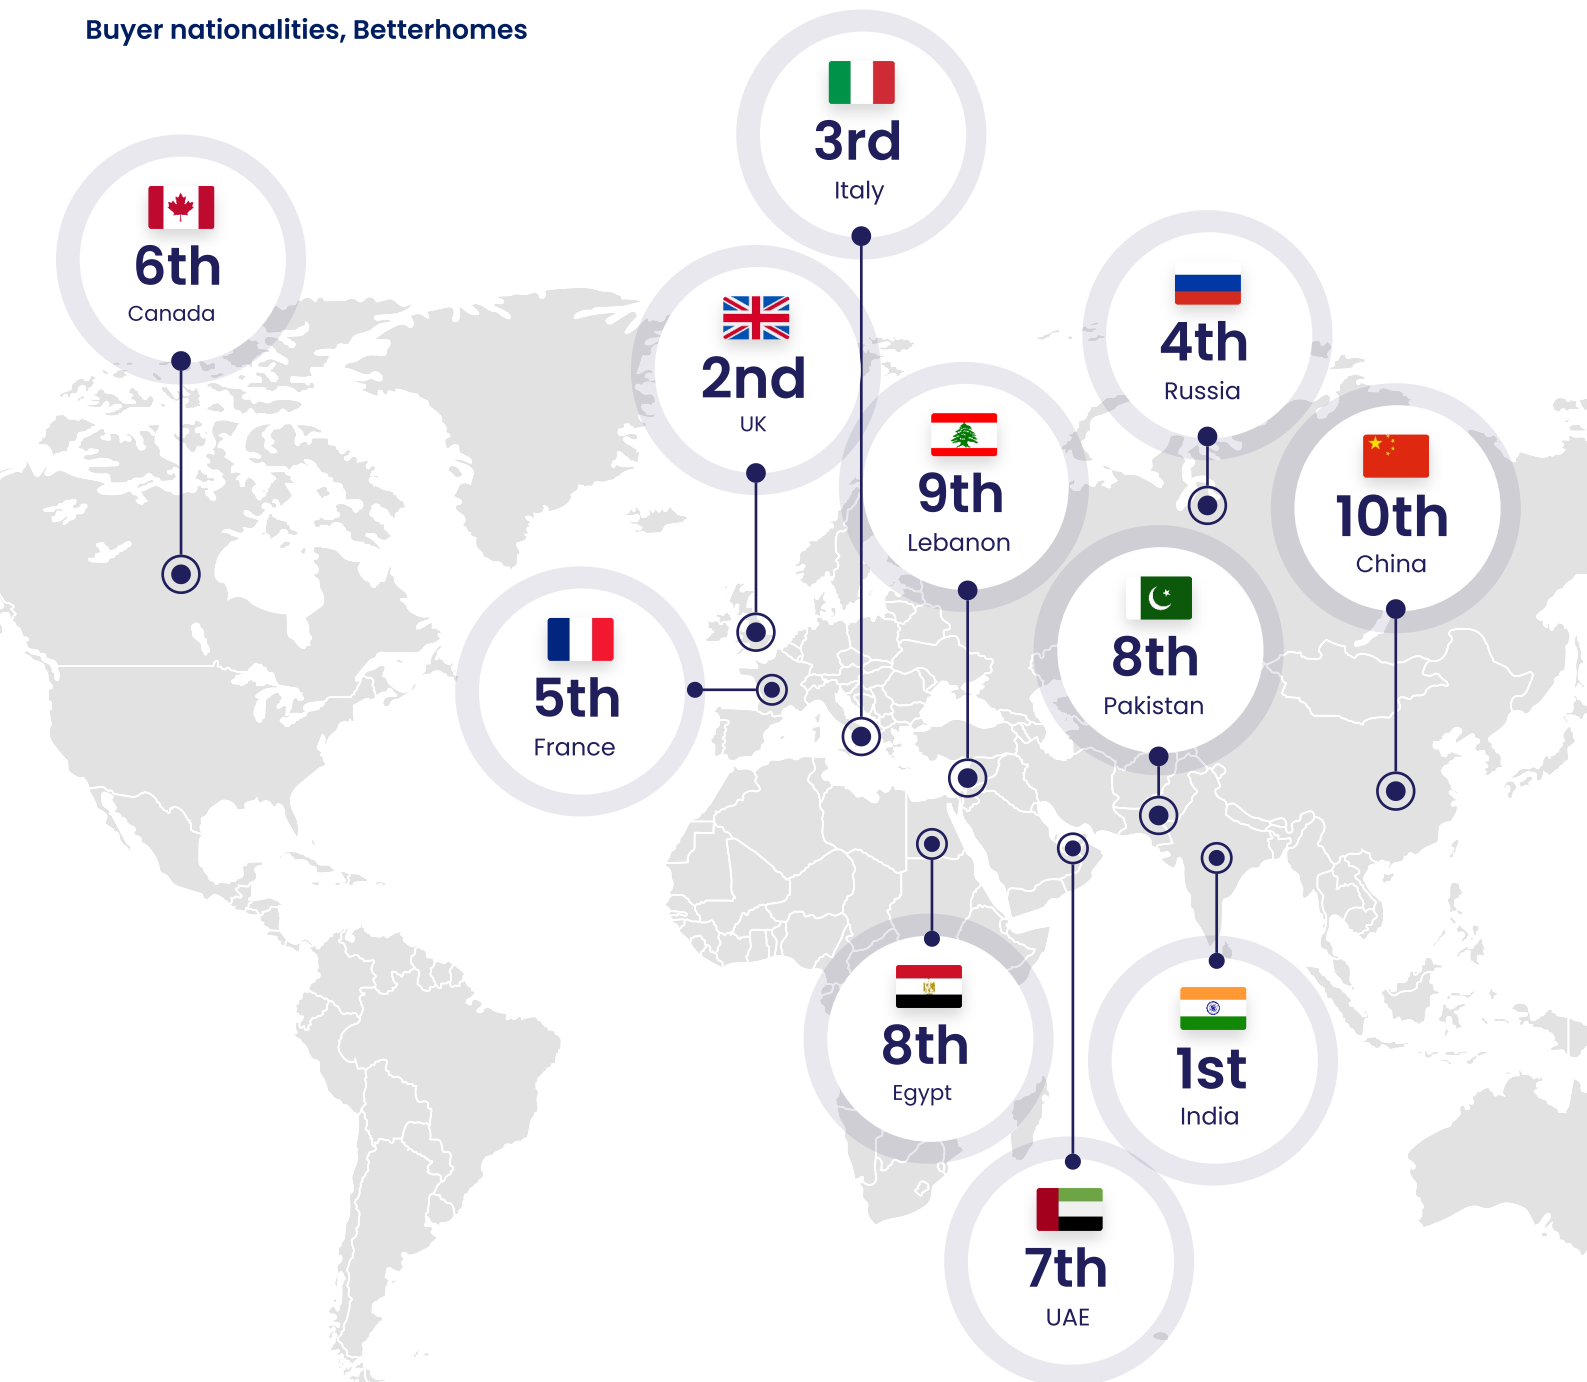 Buyer nationalities, Betterhomes
3rd
Italy
6th
Canada
2nd
UK
4th
Russia
9th
Lebanon
10th
China
8th
Pakistan
5th
France
8th
Egypt
1st
India
7th
UAE